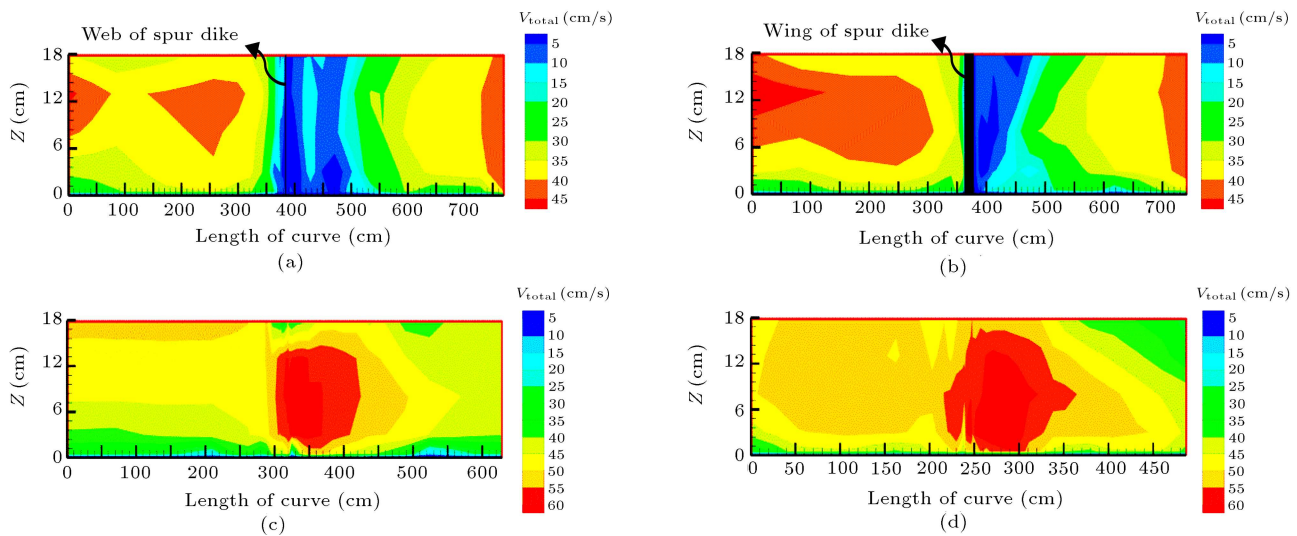 V_total (cm/s)
Web of spur dike
18
12
6
0
Z (cm)
0 100 200 300 400 500 600 700
Length of curve (cm)
(a)
5
10
15
20
25
30
35
40
45
V_total (cm/s)
Wing of spur dike
18
12
6
0
Z (cm)
0 100 200 300 400 500 600 700
Length of curve (cm)
(b)
5
10
15
20
25
30
35
40
45
V_total (cm/s)
18
12
6
0
Z (cm)
0 100 200 300 400 500 600
Length of curve (cm)
(c)
5
10
15
20
25
30
35
40
45
50
55
60
V_total (cm/s)
18
12
6
0
Z (cm)
0 50 100 150 200 250 300 350 400 450
Length of curve (cm)
(d)
5
10
15
20
25
30
35
40
45
50
55
60